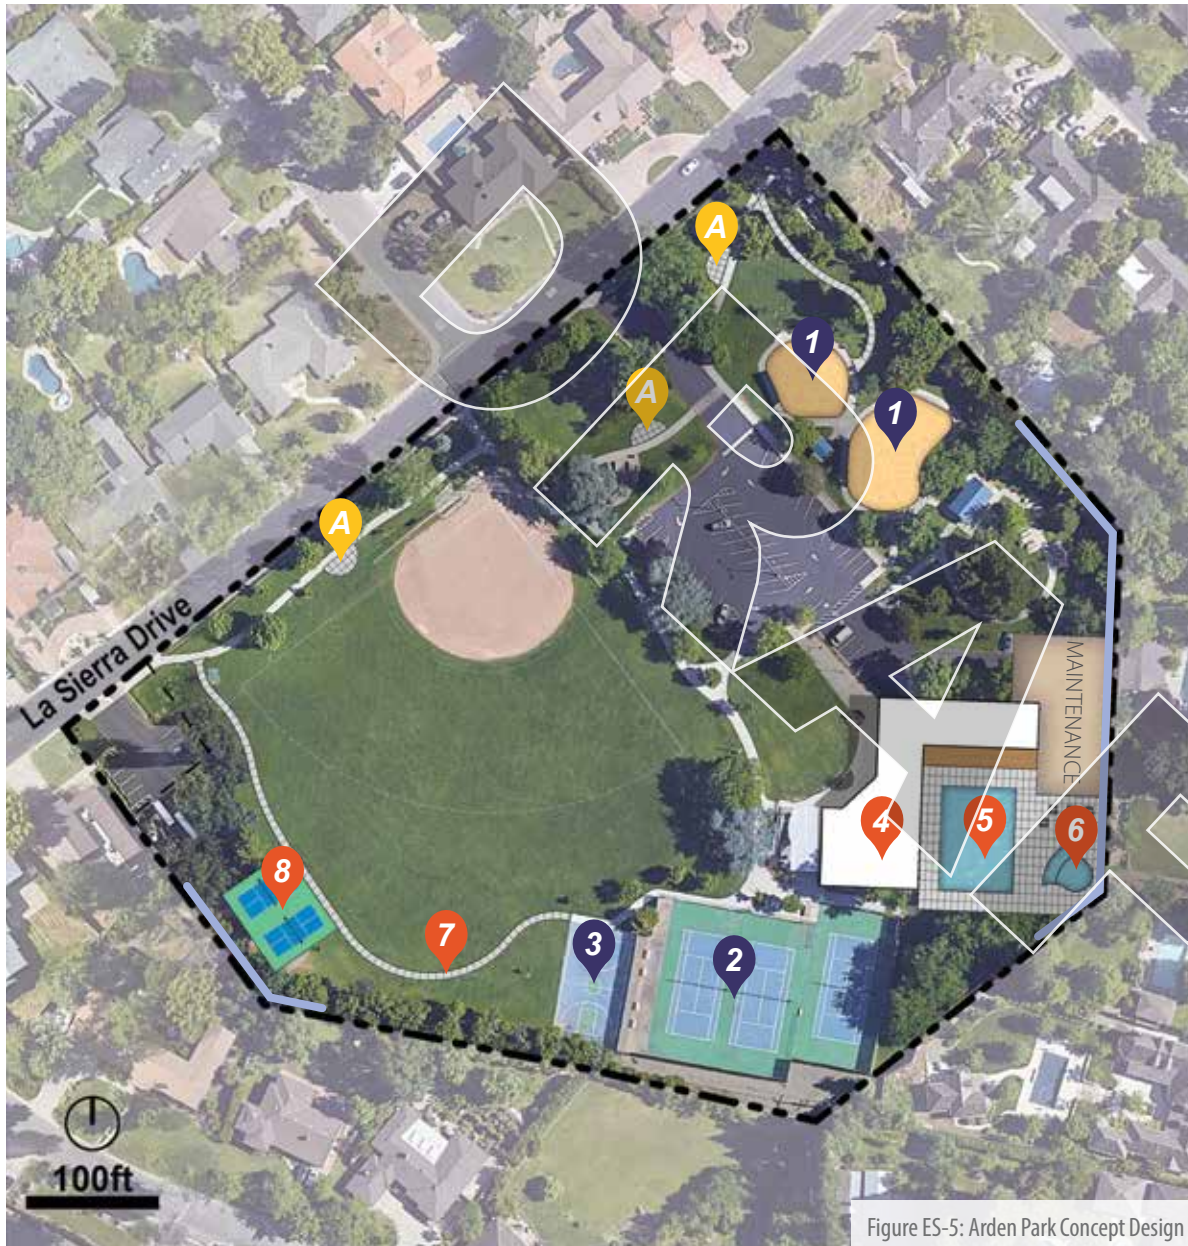 A
1
A
1
A
La Sierra Drive
MAINTENANCE
4
5
6
8
7
3
2
100ft
Figure ES-5: Arden Park Concept Design
DRAFT